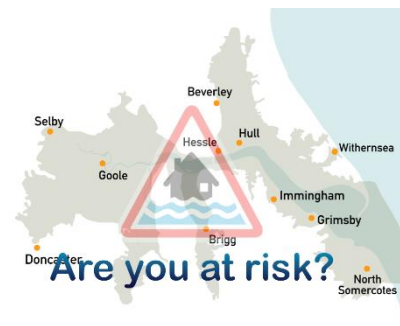 Beverley
Selby
Hull
Hessle
Withernsea
Goole
Immingham
Grimsby
Brigg
Doncaster
Are you at risk?
North
Somercotes